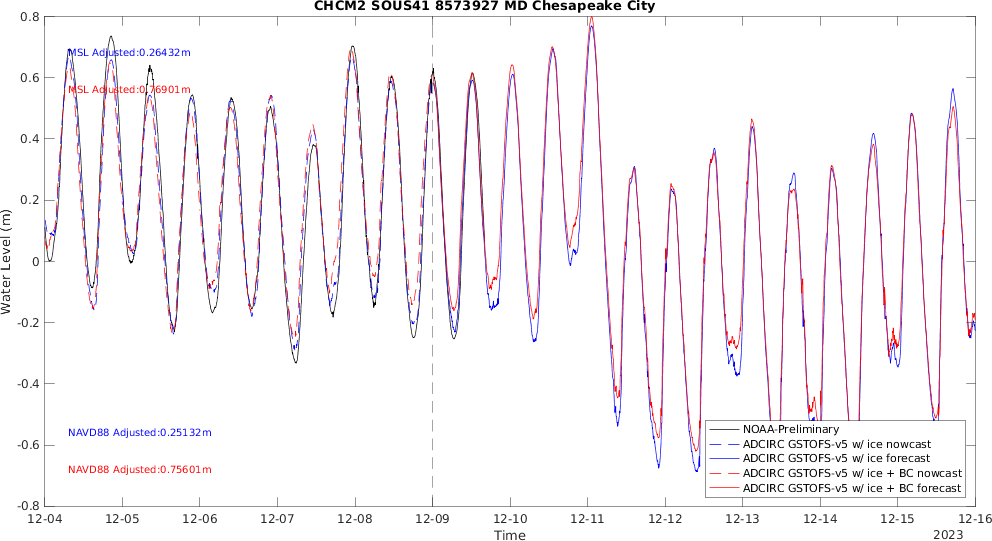 CHCM2 SOUS41 8573927 MD Chesapeake City
Water Level (m)
0.8
0.6
0.4
0.2
0
-0.2
-0.4
-0.6
-0.8
MSL Adjusted:0.26432m
MSL Adjusted:0.76901m
NAVD88 Adjusted:0.25132m
NAVD88 Adjusted:0.75601m
NOAA-Preliminary
ADCIRC GSTOFS-v5 w/ ice nowcast
ADCIRC GSTOFS-v5 w/ ice forecast
ADCIRC GSTOFS-v5 w/ ice + BC nowcast
ADCIRC GSTOFS-v5 w/ ice + BC forecast
12-04 12-05 12-06 12-07 12-08 12-09 12-10 12-11 12-12 12-13 12-14 12-15 12-16
Time
2023